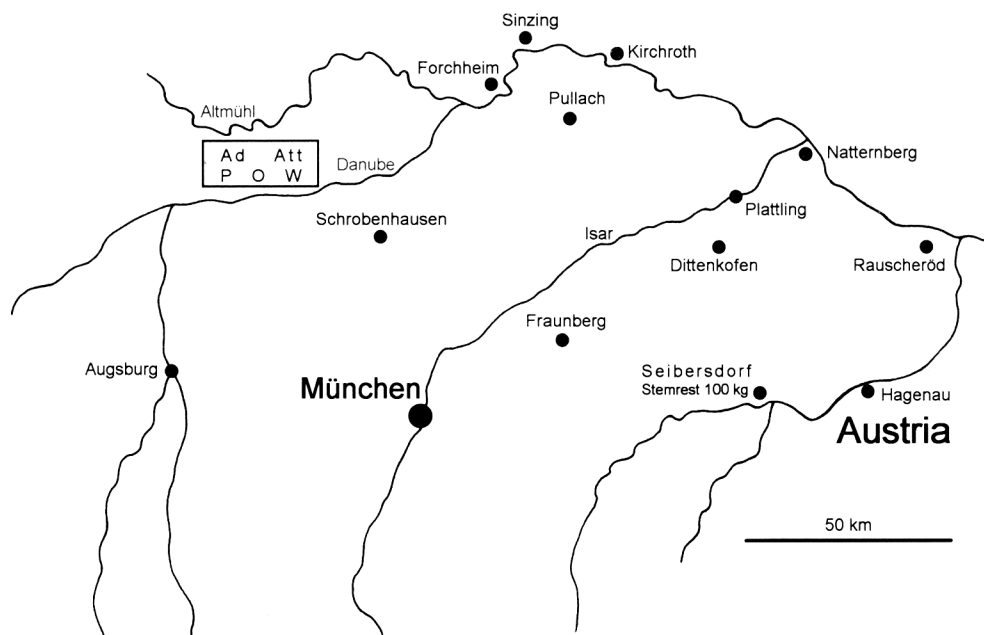 Sinzing
Kirchroth
Forchheim
Pullach
Altmühl
Ad Att
P O W
Danube
Natternberg
Schrobenhausen
Plattling
Isar
Dittenkofen
Rauscheröd
Fraunberg
Augsburg
München
Seibersdorf
Stemrest 100 kg
Hagenau
Austria
50 km